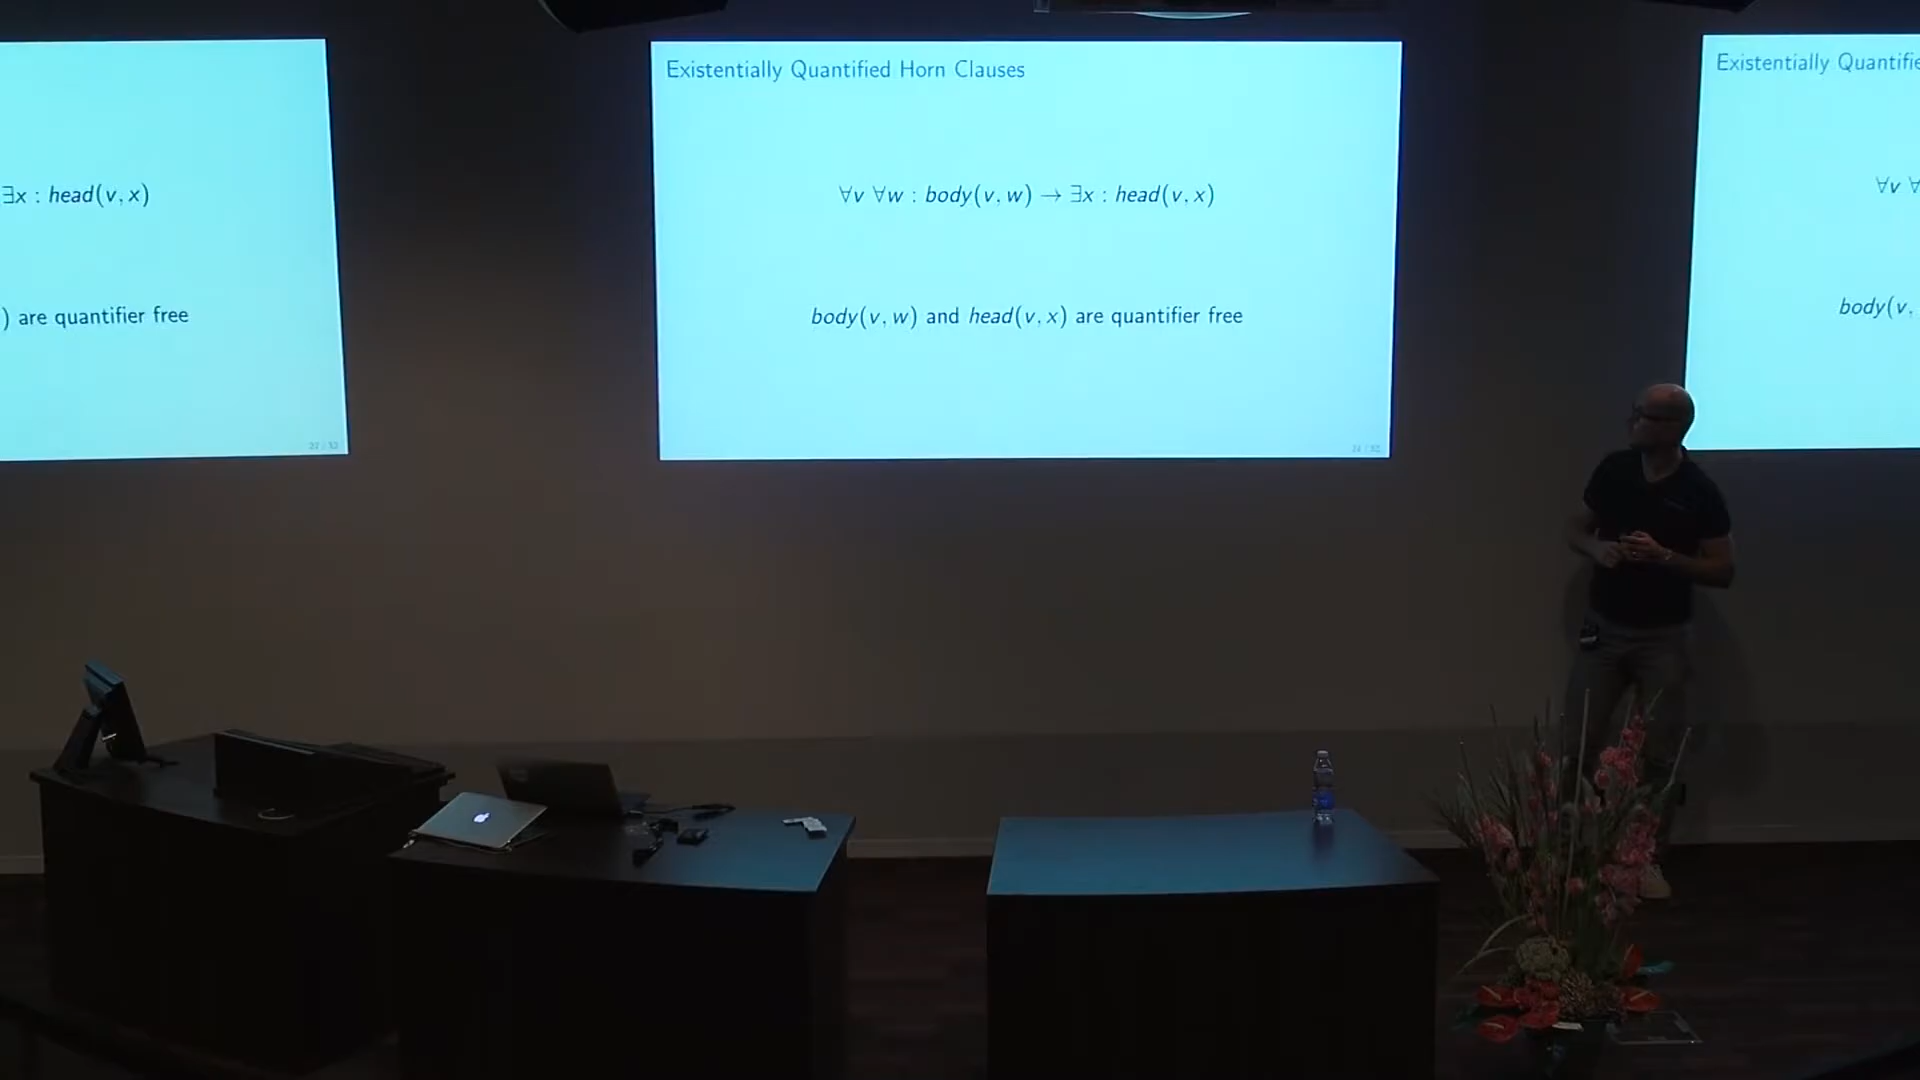 ∃x : head(v, x)
) are quantifier free
Existentially Quantified Horn Clauses
∀v ∀w : body(v, w) → ∃x : head(v, x)
body(v, w) and head(v, x) are quantifier free
Existentially Quantifie
∀v ∀
body(v,